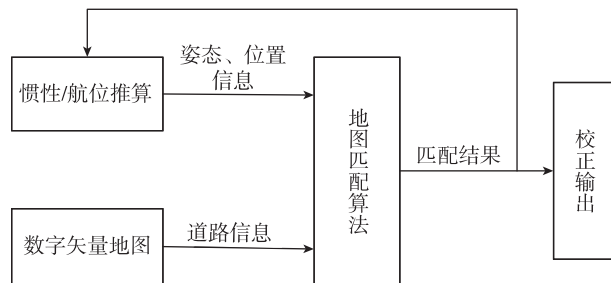 姿态、位置
信息
惯性/航位推算
地图匹配算法
匹配结果
校正输出
数字矢量地图
道路信息